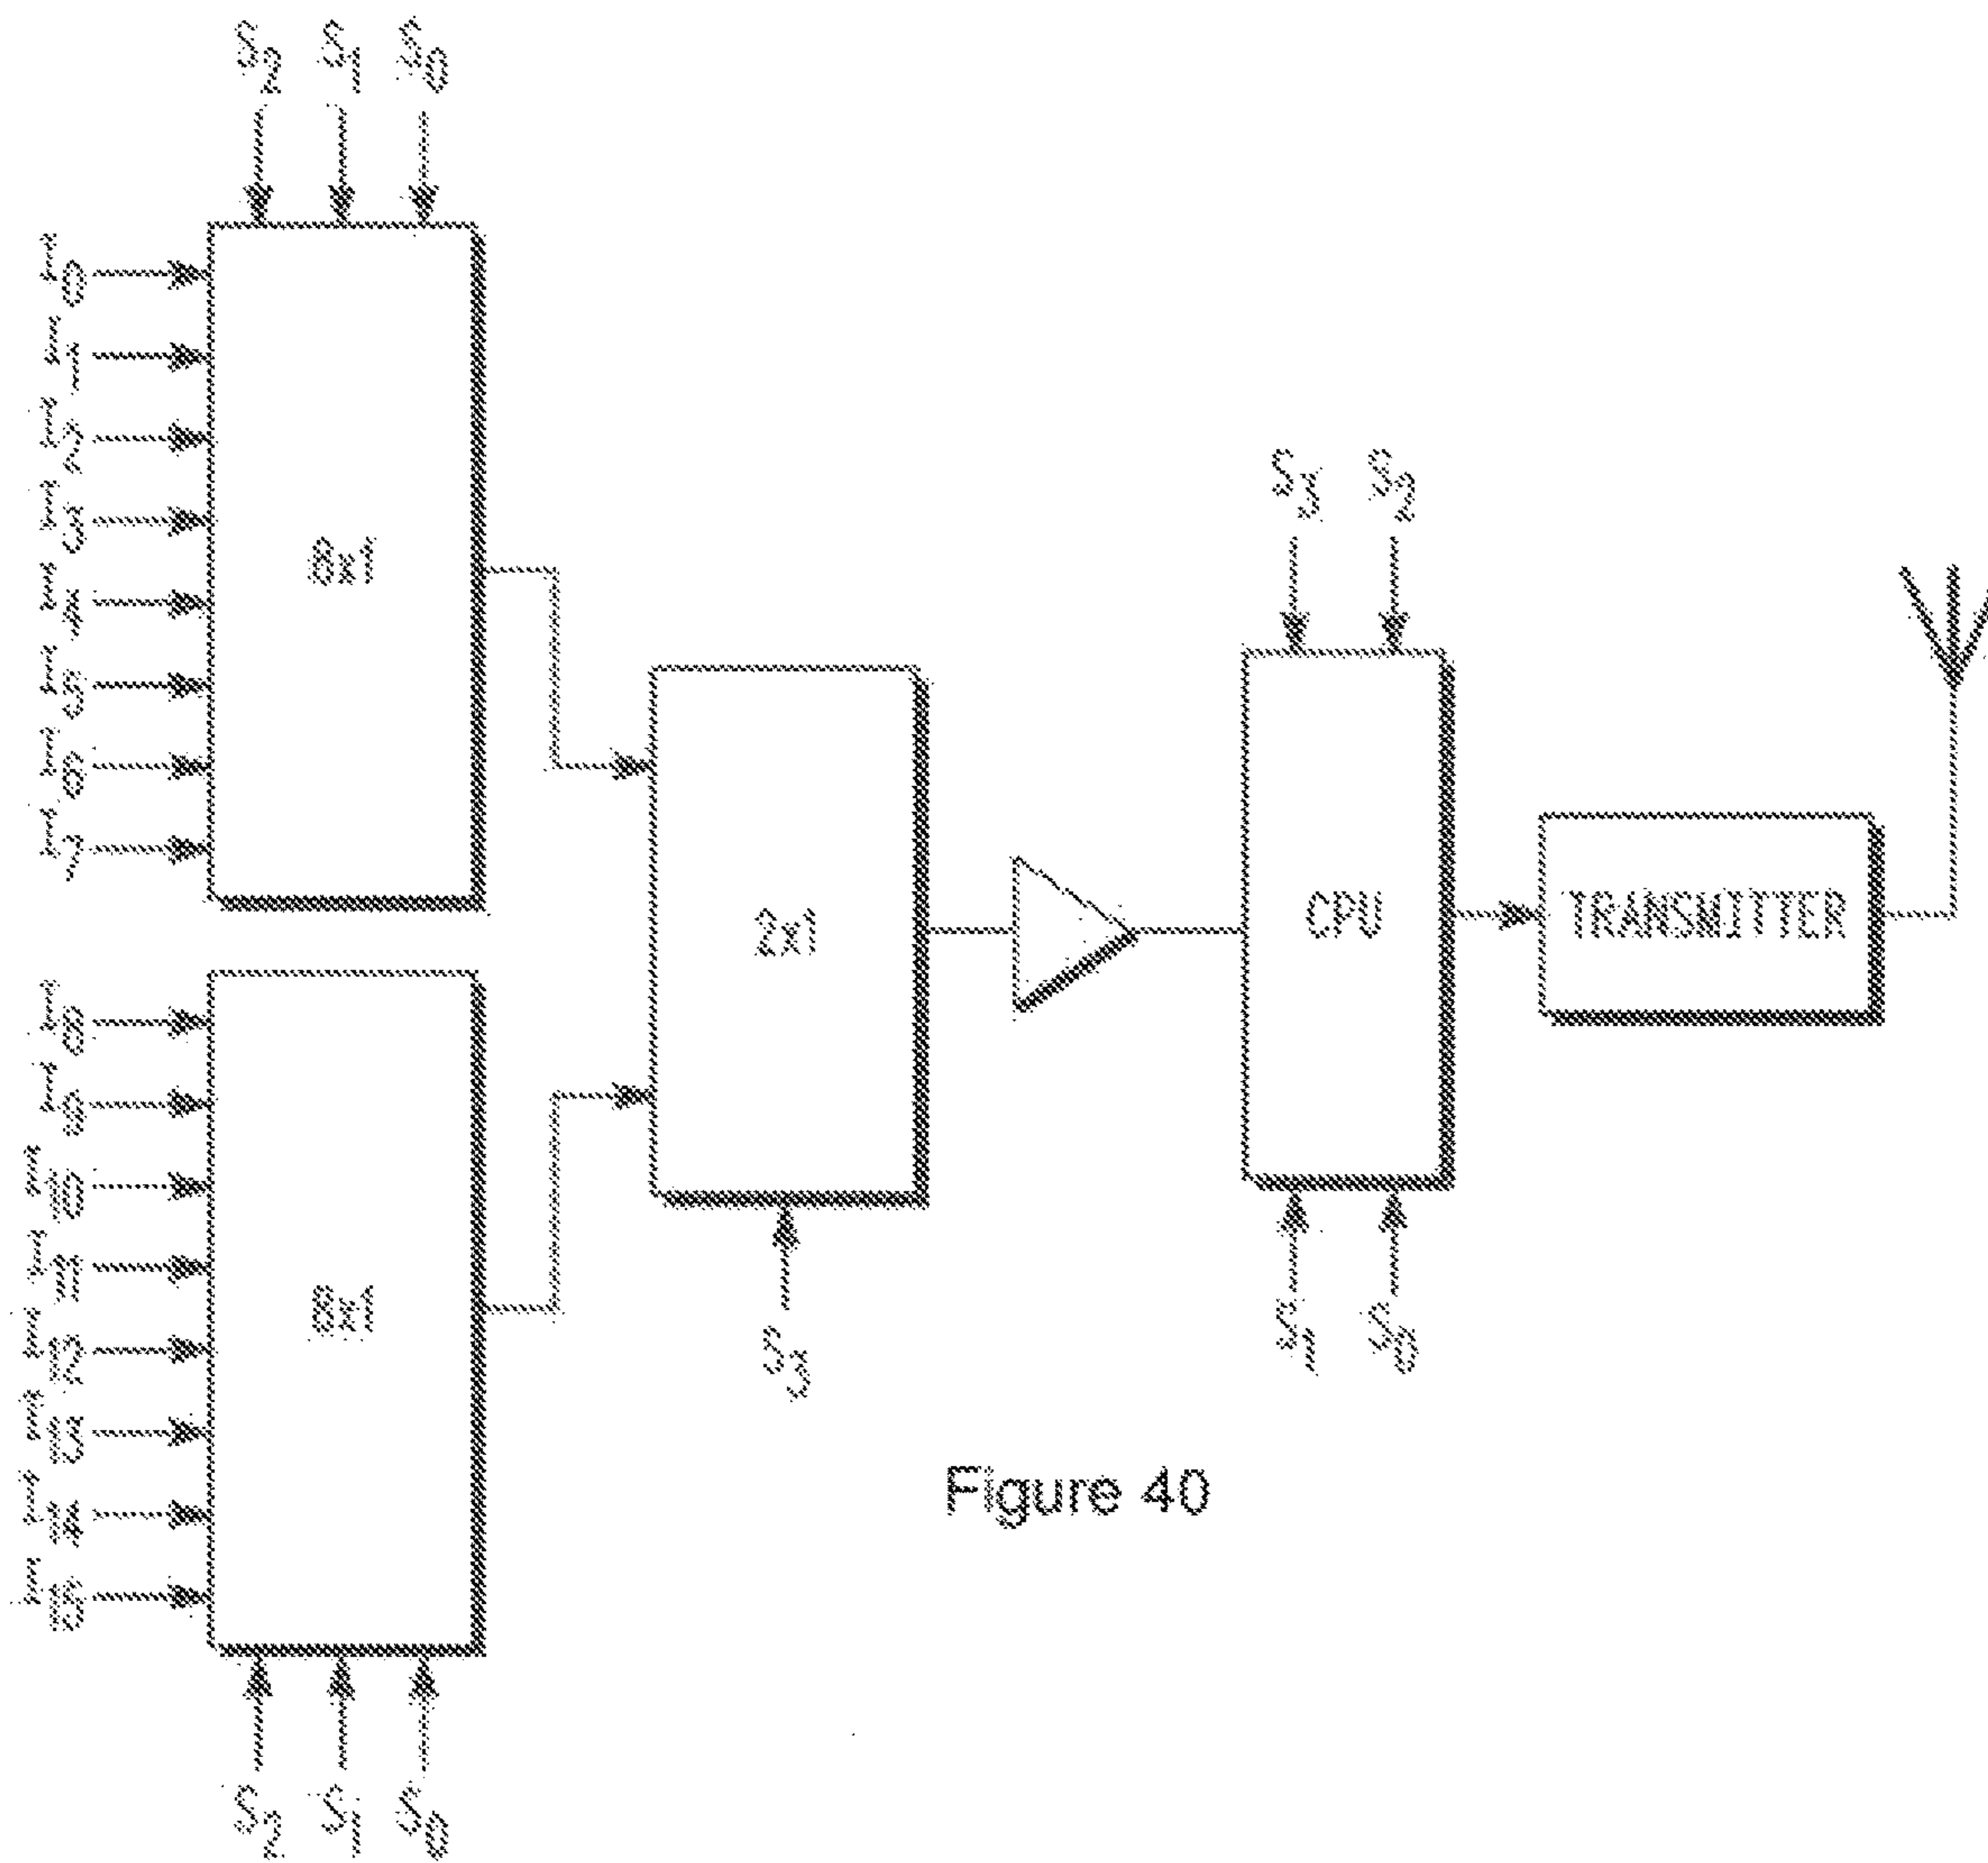 S2 S1 S0
I0
I1
I2
I3
I4
I5
I6
I7
8x1
I8
I9
I10
I11
I12
I13
I14
I15
8x1
S2 S1 S0
2x1
S3
S3 S2
CPU
S1 S0
TRANSMITTER
Figure 40